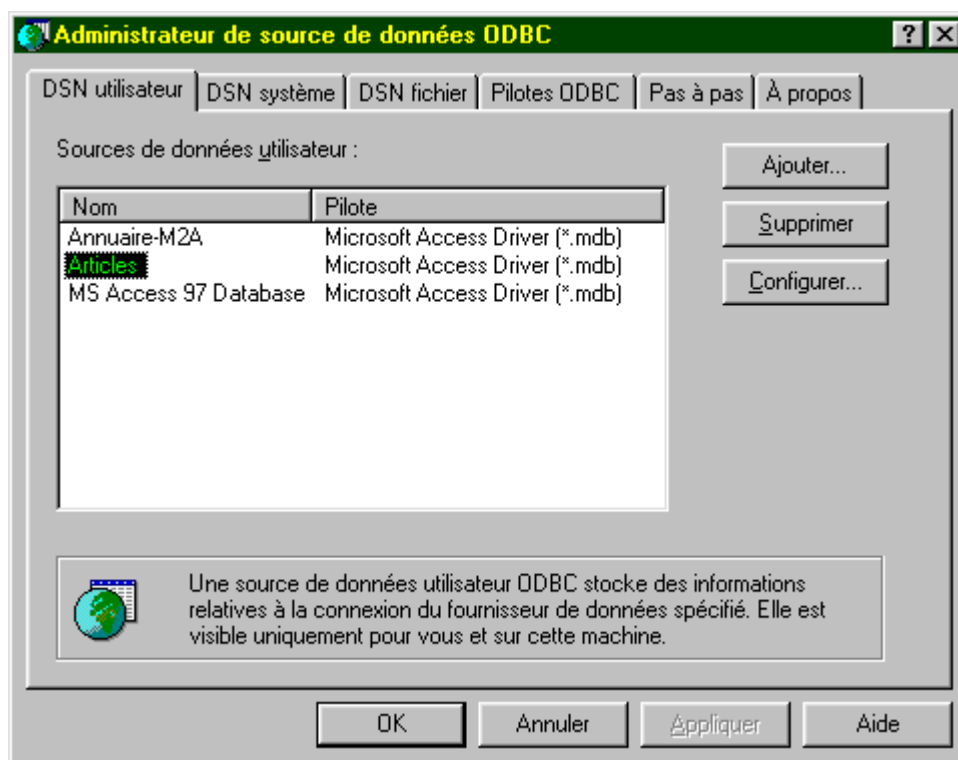 Administrateur de source de données ODBC
DSN utilisateur DSN système DSN fichier Pilotes ODBC Pas à pas À propos
Sources de données utilisateur :
Ajouter...
Supprimer
Configurer...
Nom Pilote
Annuaire-M2A Microsoft Access Driver (*.mdb)
Articles Microsoft Access Driver (*.mdb)
MS Access 97 Database Microsoft Access Driver (*.mdb)
Une source de données utilisateur ODBC stocke des informations
relatives à la connexion du fournisseur de données spécifié. Elle est
visible uniquement pour vous et sur cette machine.
OK Annuler Appliquer Aide